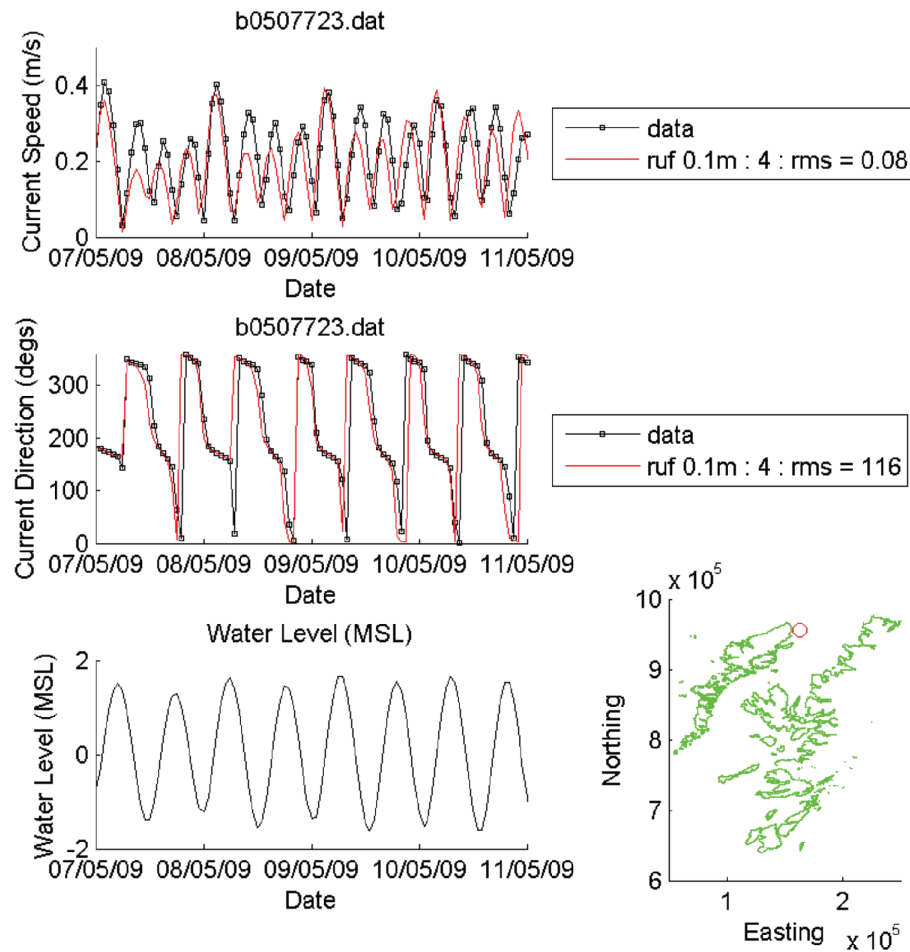 b0507723.dat
Current Speed (m/s)
0.4
0.2
0
07/05/09 08/05/09 09/05/09 10/05/09 11/05/09
Date
data
ruf 0.1m : 4 : rms = 0.08
b0507723.dat
Current Direction (degs)
300
200
100
0
07/05/09 08/05/09 09/05/09 10/05/09 11/05/09
Date
data
ruf 0.1m : 4 : rms = 116
Water Level (MSL)
Water Level (MSL)
2
0
-2
07/05/09 08/05/09 09/05/09 10/05/09 11/05/09
Date
x 10⁵
10
9
8
7
6
Northing
1 2
Easting
x 10⁵